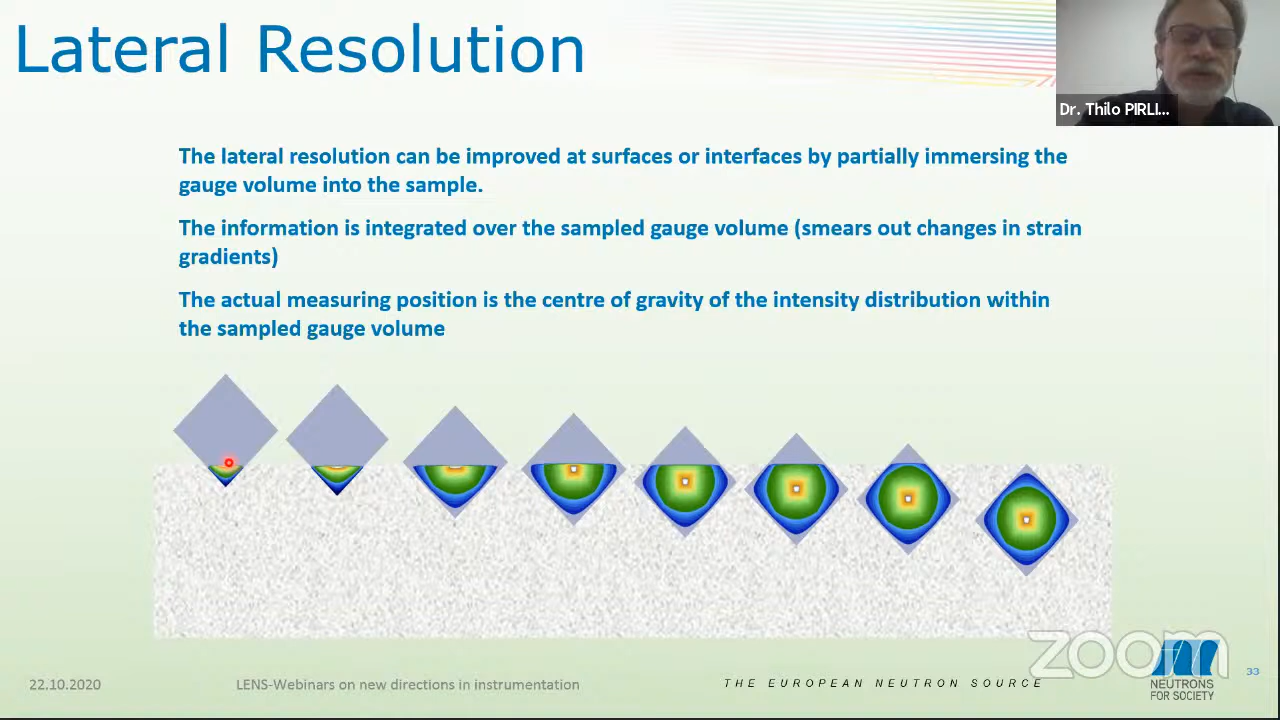 Lateral Resolution
Dr. Thilo PIRLI...
The lateral resolution can be improved at surfaces or interfaces by partially immersing the
gauge volume into the sample.
The information is integrated over the sampled gauge volume (smears out changes in strain
gradients)
The actual measuring position is the centre of gravity of the intensity distribution within
the sampled gauge volume
zoom
22.10.2020
LENS-Webinars on new directions in instrumentation
THE EUROPEAN NEUTRON SOURCE
NEUTRONS
FOR SOCIETY
33